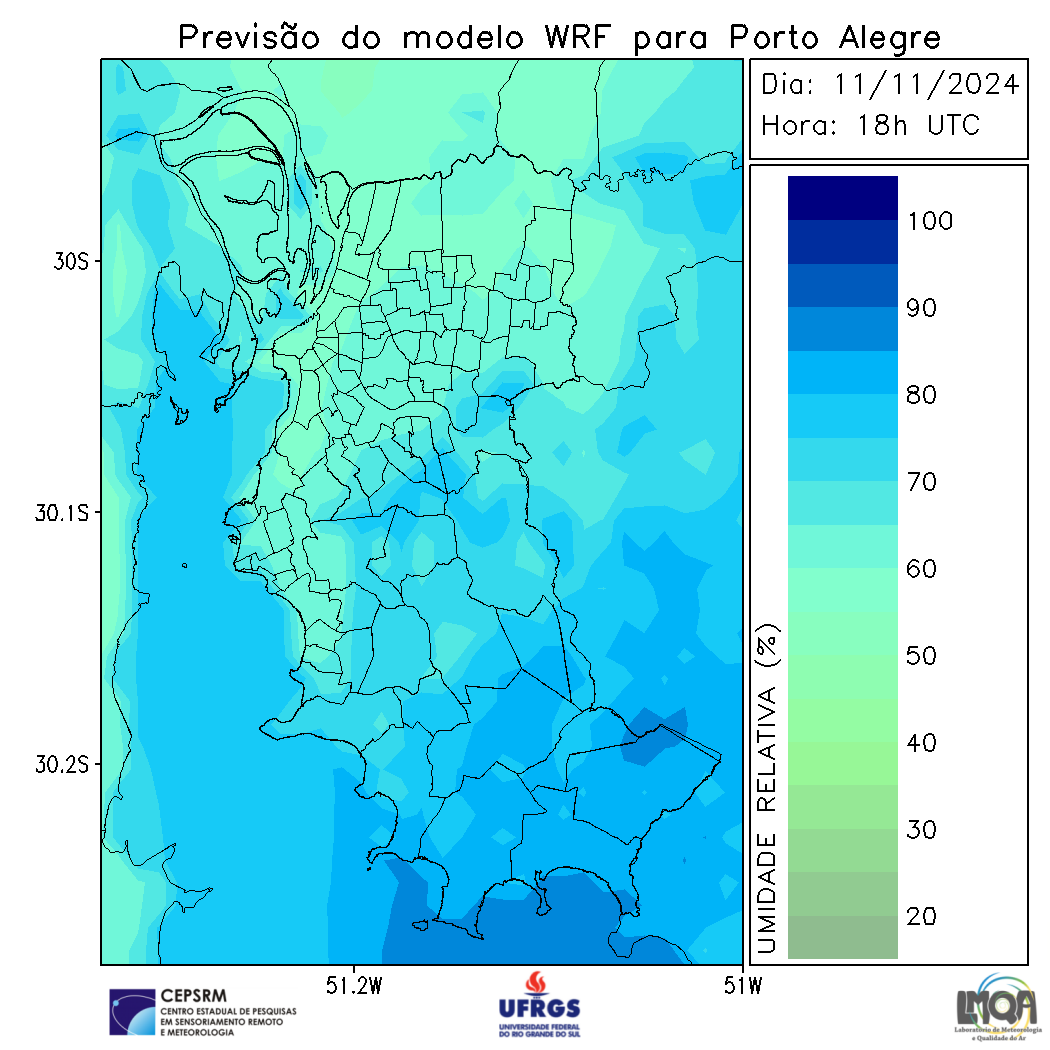 Previsão do modelo WRF para Porto Alegre
Dia: 11/11/2024
Hora: 18h UTC
30S
30.1S
30.2S
51.2W
51W
UMIDADE RELATIVA (%)
100
90
80
70
60
50
40
30
20
CEPSRM
CENTRO ESTADUAL DE PESQUISAS
EM SENSORIAMENTO REMOTO
E METEOROLOGIA
UFRGS
UNIVERSIDADE FEDERAL
DO RIO GRANDE DO SUL
LMQA
Laboratório de Meteorologia
e Qualidade do Ar